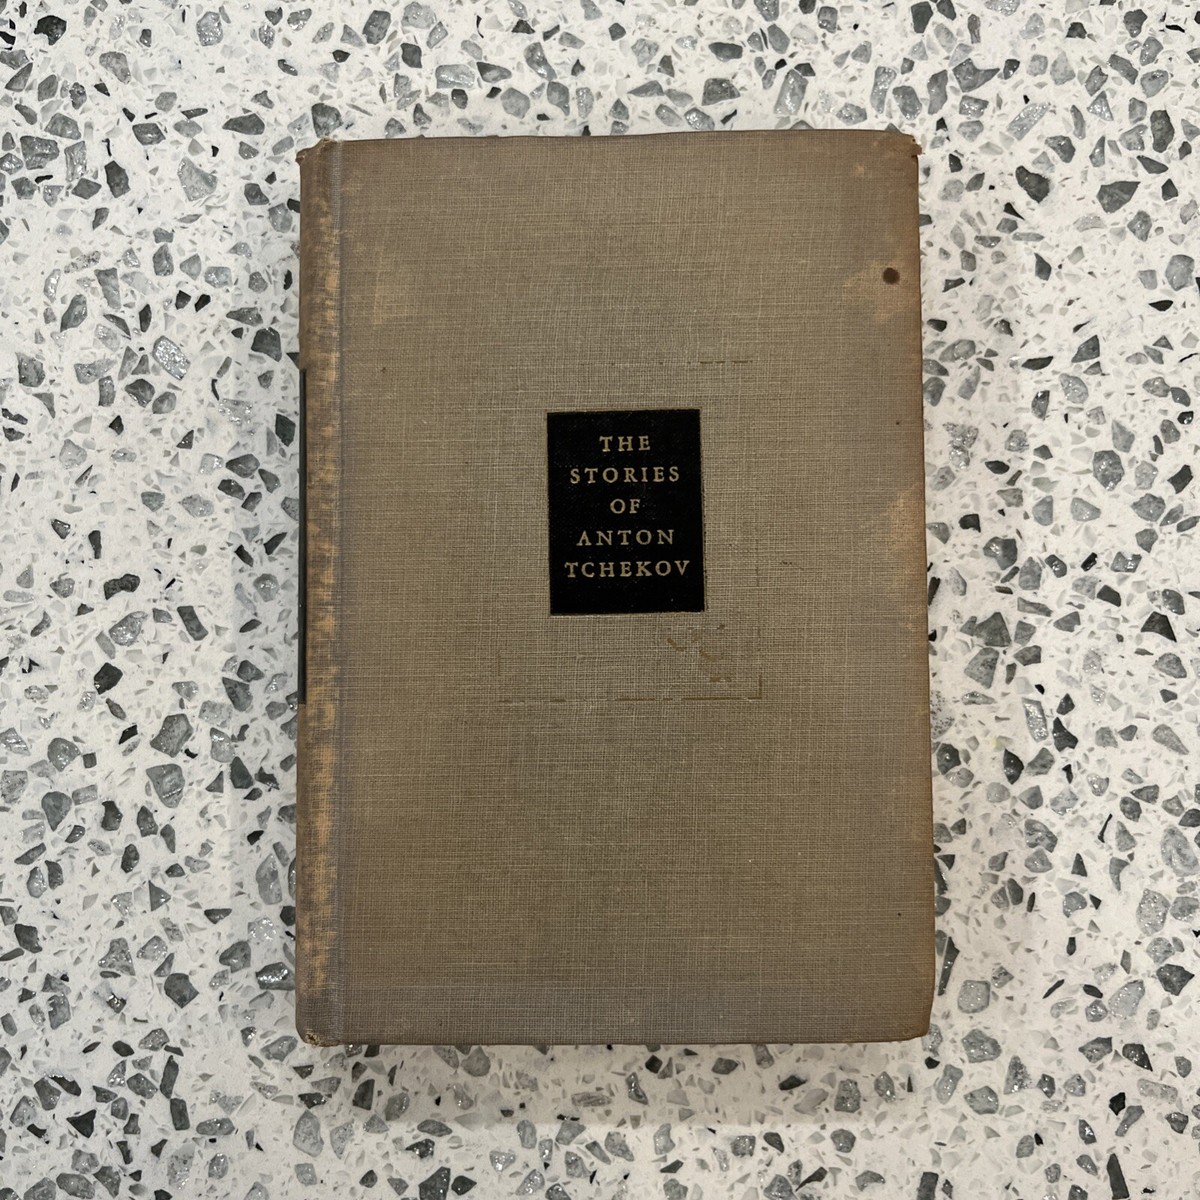 THE
STORIES
OF
ANTON
TCHEKOV